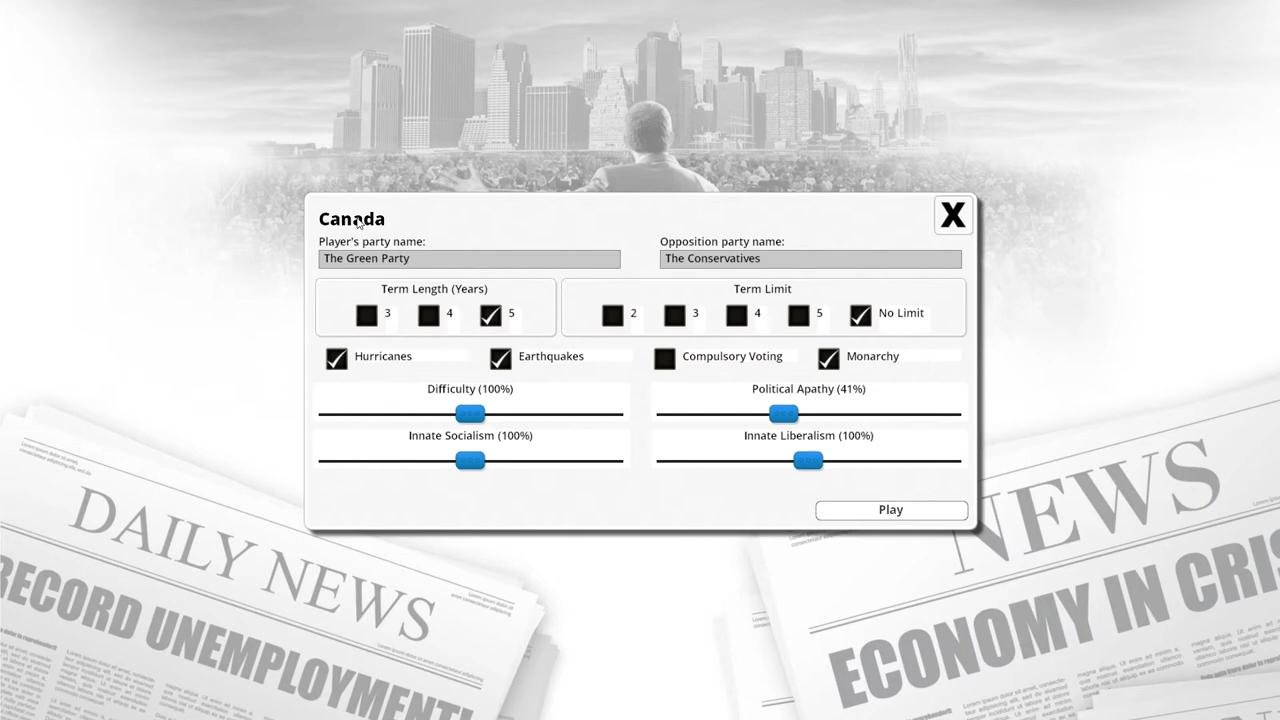 Canada
X
Player's party name:
Opposition party name:
The Green Party
The Conservatives
Term Length (Years)
Term Limit
3 4 5
2 3 4 5 No Limit
Hurricanes Earthquakes Compulsory Voting Monarchy
Difficulty (100%)
Political Apathy (41%)
Innate Socialism (100%)
Innate Liberalism (100%)
Play
DAILY NEWS
RECORD UNEMPLOYMENT!
NEWS
ECONOMY IN CRIS